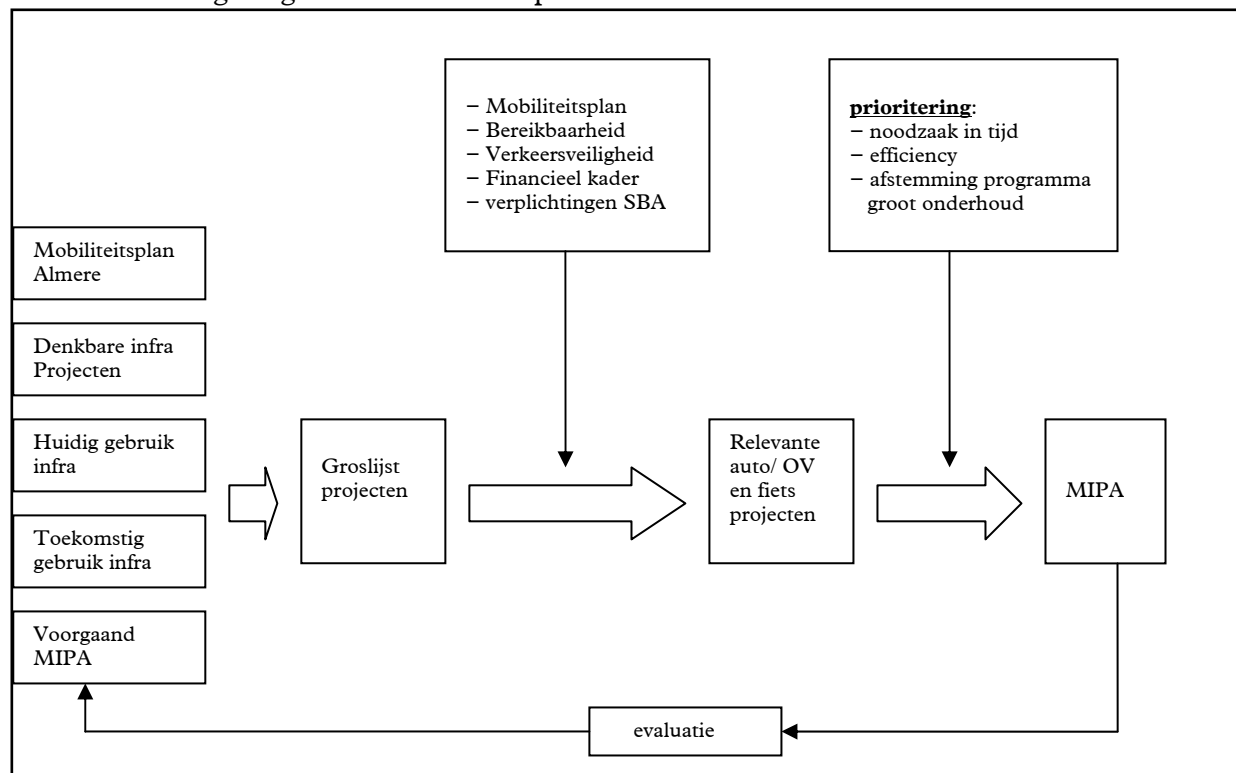 – Mobiliteitsplan
– Bereikbaarheid
– Verkeersveiligheid
– Financieel kader
– verplichtingen SBA
prioritering:
– noodzaak in tijd
– efficiency
– afstemming programma
groot onderhoud
Mobiliteitsplan
Almere
Denkbare infra
Projecten
Huidig gebruik
infra
Toekomstig
gebruik infra
Voorgaand
MIPA
Groslijst
projecten
Relevante
auto/ OV
en fiets
projecten
MIPA
evaluatie